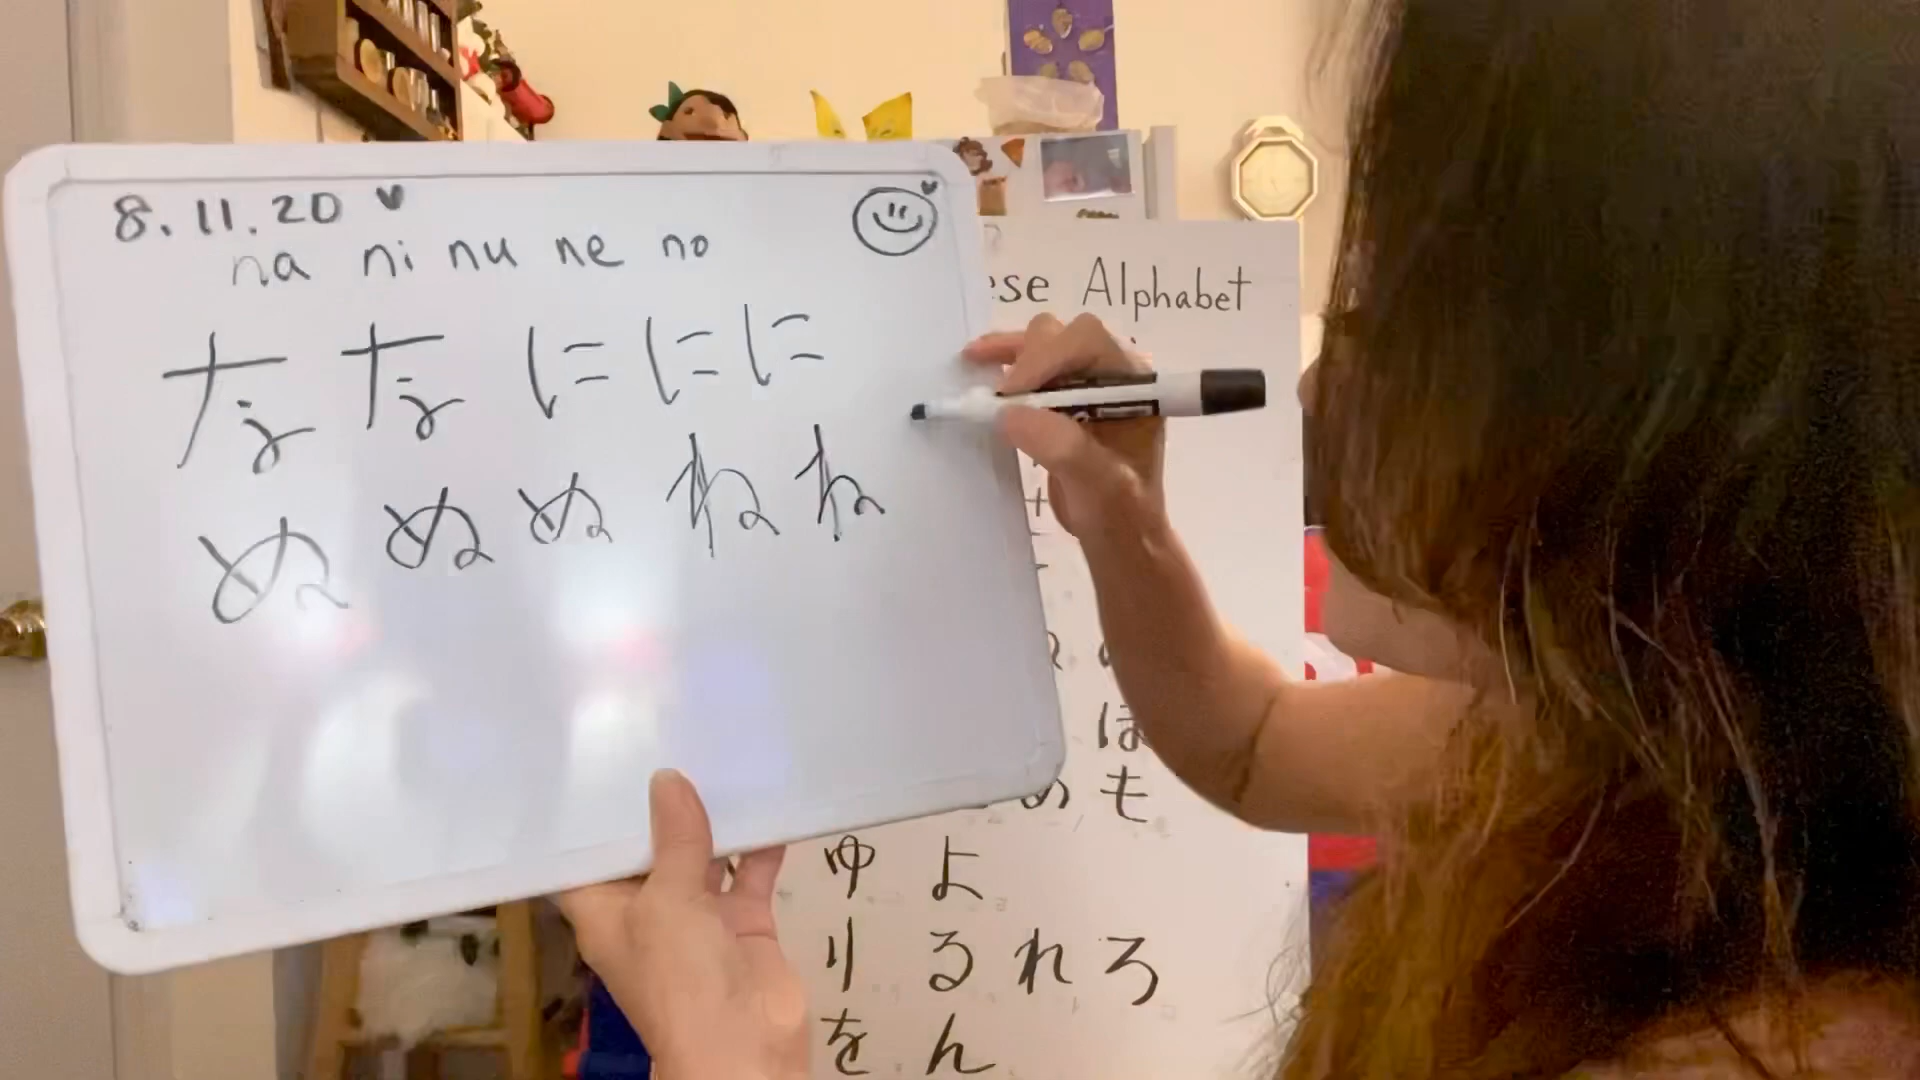 8.11.20 ♥
na ni nu ne no
な な に に に
ぬ ぬ ぬ ね ね
Alphabet
ほ
め も
ゆ よ
り る れ ろ
を ん